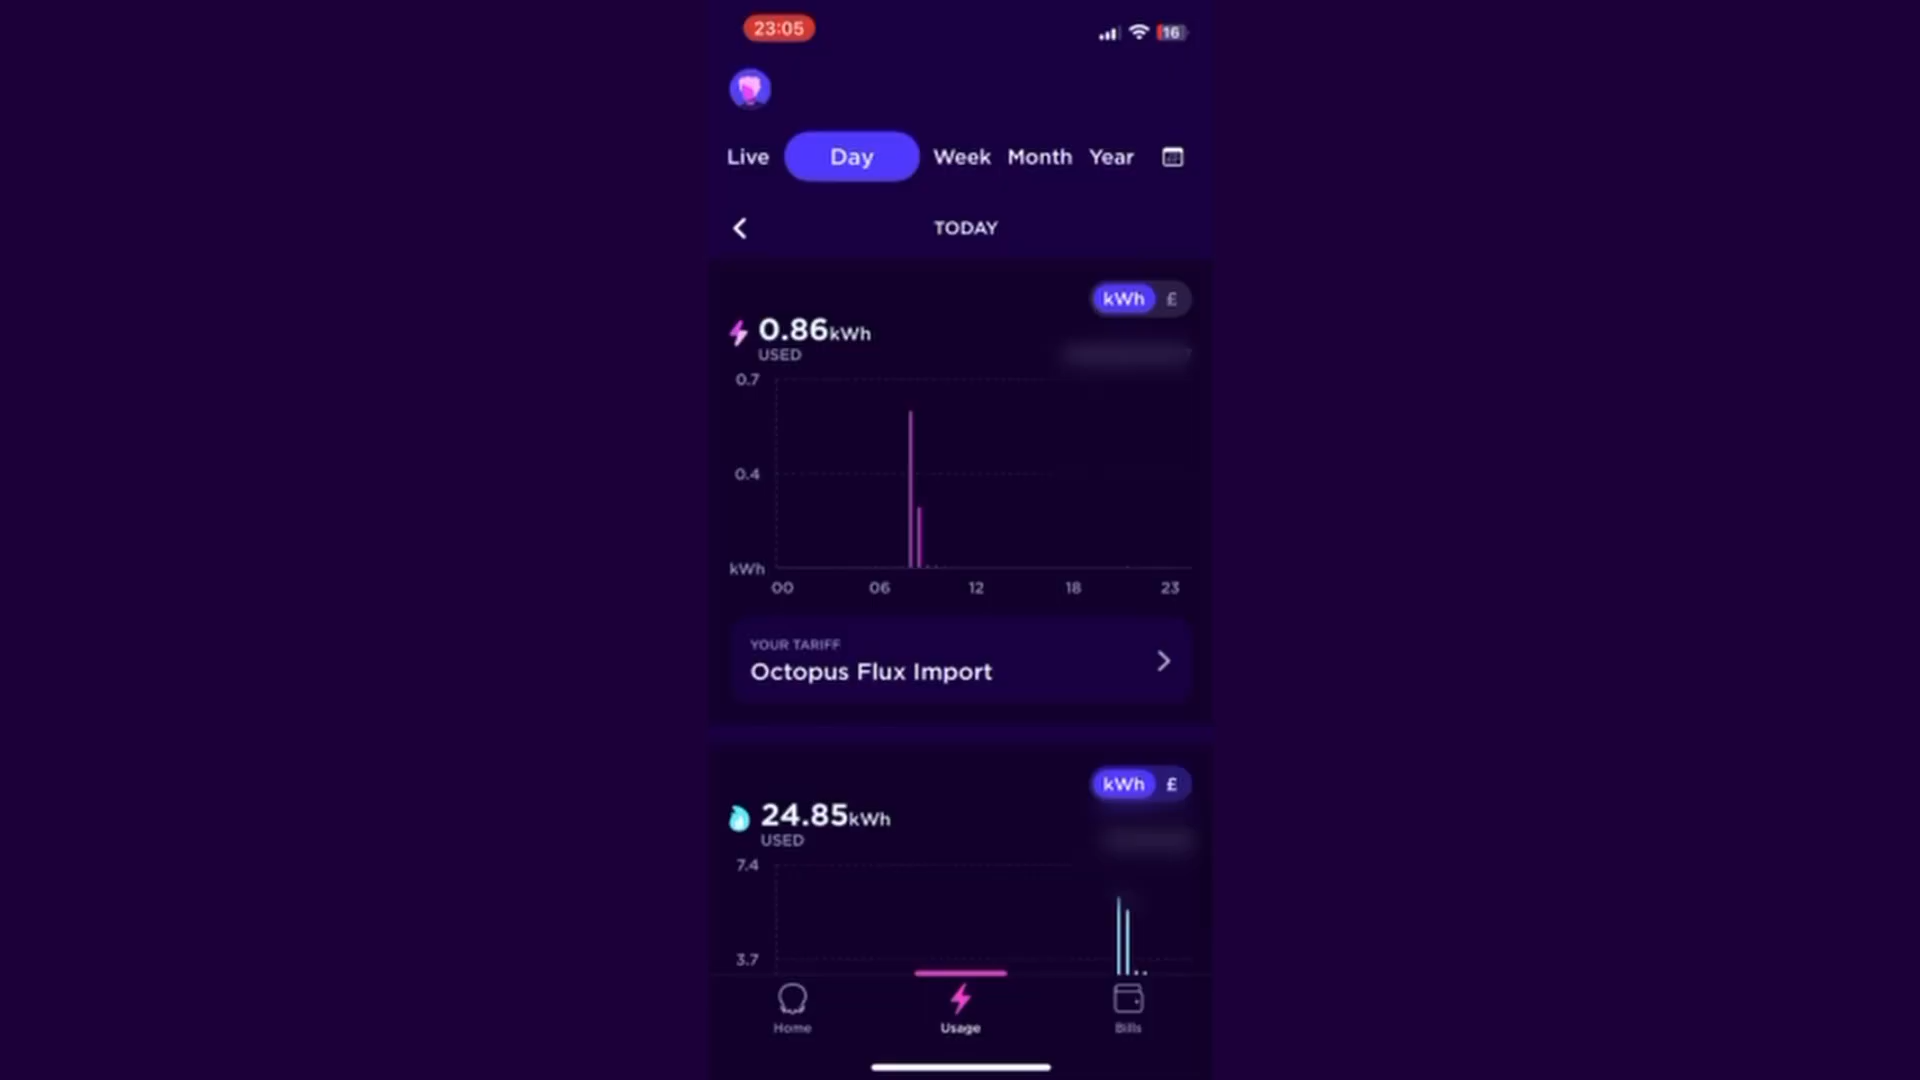 23:05
16
Live Day Week Month Year
TODAY
kWh £
0.86kWh
USED
0.7
0.4
kWh
00 06 12 18 23
YOUR TARIFF
Octopus Flux Import
kWh £
24.85kWh
USED
7.4
3.7
Home Usage Bills